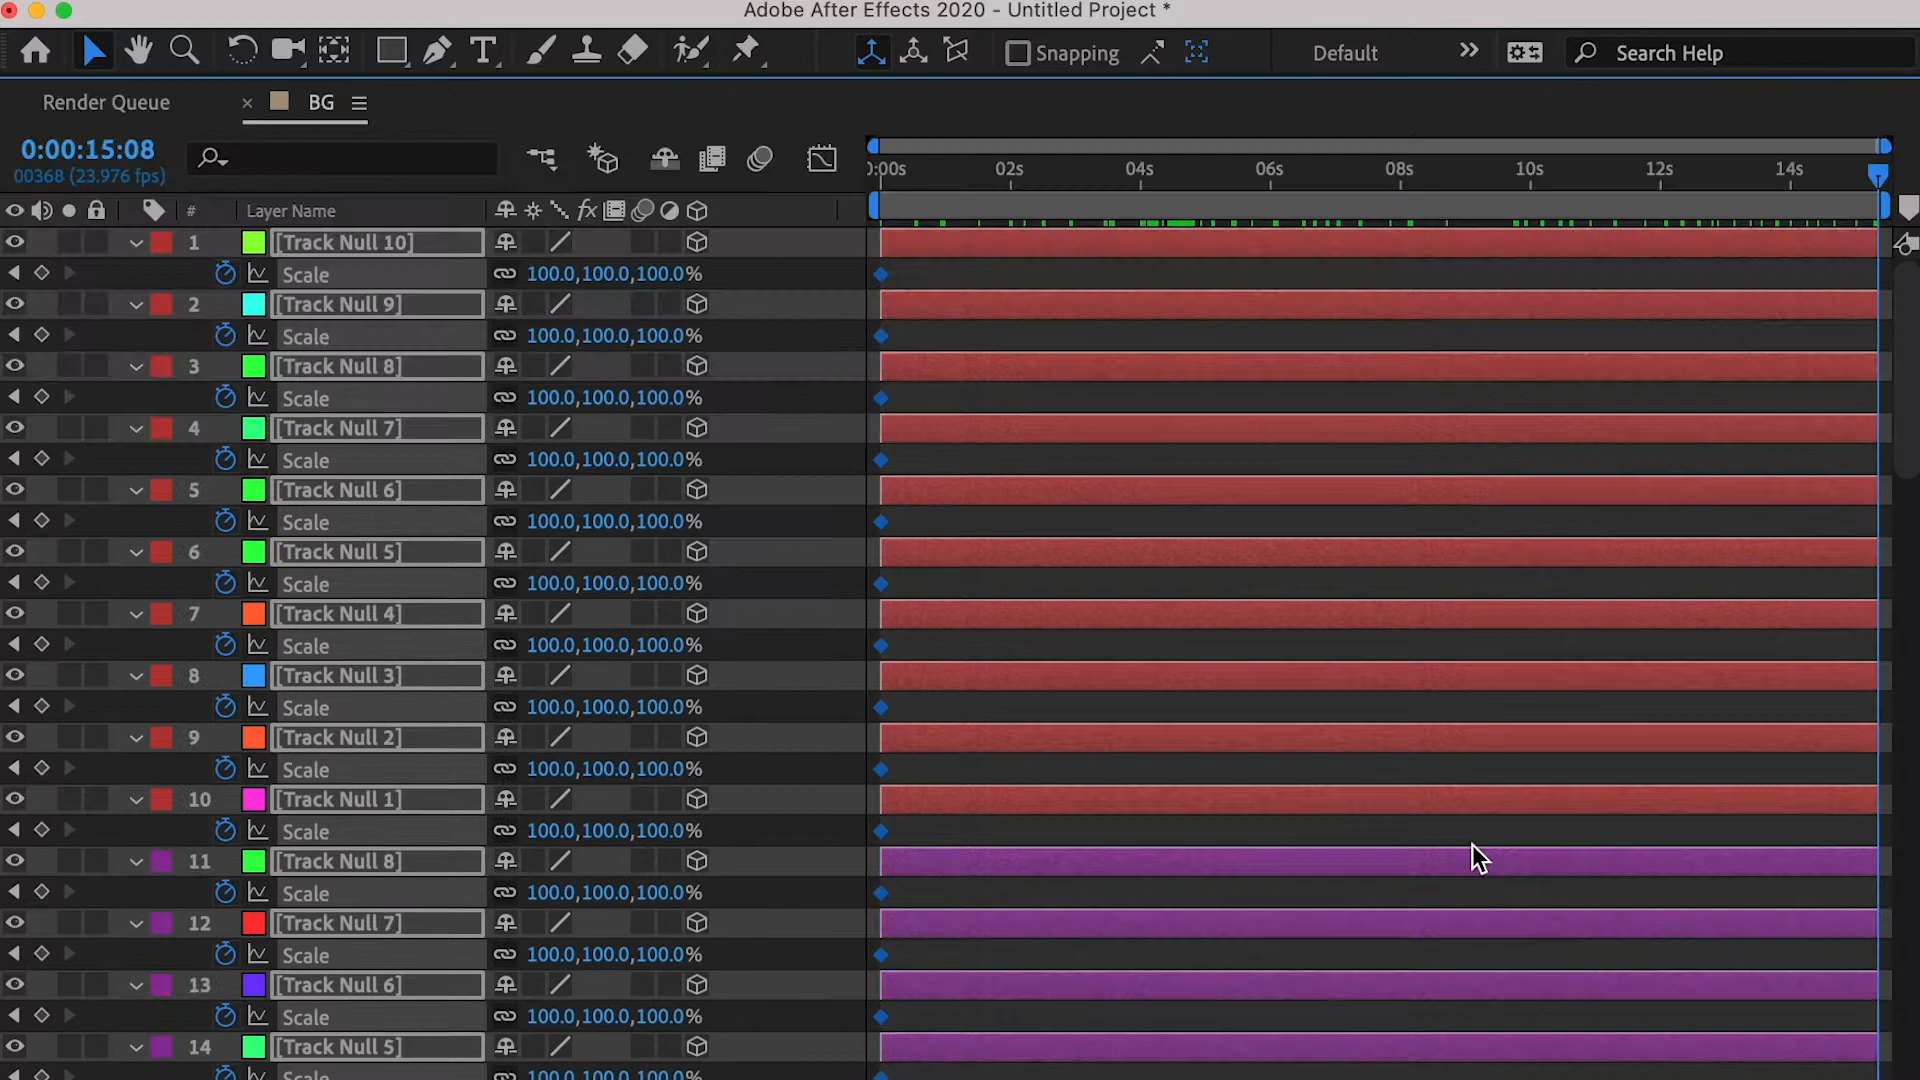 Adobe After Effects 2020 - Untitled Project *
Snapping
Default
Search Help
Render Queue
BG
0:00:15:08
00368 (23.976 fps)
0:00s 02s 04s 06s 08s 10s 12s 14s
# Layer Name fx
1 [Track Null 10]
Scale 100.0,100.0,100.0%
2 [Track Null 9]
Scale 100.0,100.0,100.0%
3 [Track Null 8]
Scale 100.0,100.0,100.0%
4 [Track Null 7]
Scale 100.0,100.0,100.0%
5 [Track Null 6]
Scale 100.0,100.0,100.0%
6 [Track Null 5]
Scale 100.0,100.0,100.0%
7 [Track Null 4]
Scale 100.0,100.0,100.0%
8 [Track Null 3]
Scale 100.0,100.0,100.0%
9 [Track Null 2]
Scale 100.0,100.0,100.0%
10 [Track Null 1]
Scale 100.0,100.0,100.0%
11 [Track Null 8]
Scale 100.0,100.0,100.0%
12 [Track Null 7]
Scale 100.0,100.0,100.0%
13 [Track Null 6]
Scale 100.0,100.0,100.0%
14 [Track Null 5]
Scale 100.0,100.0,100.0%